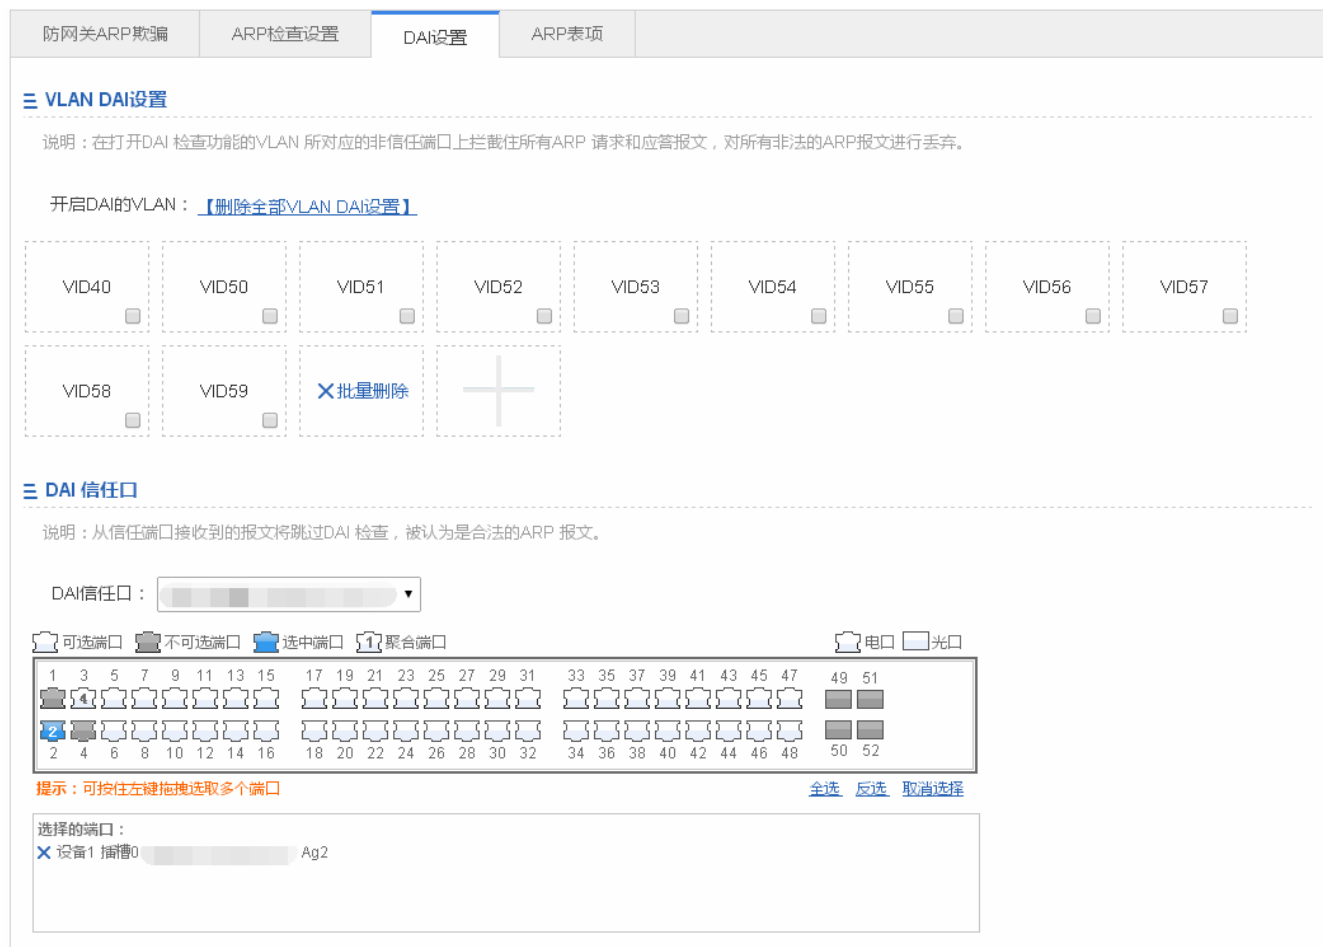 防网关ARP欺骗 ARP检查设置 DAI设置 ARP表项
VLAN DAI设置
说明：在打开DAI 检查功能的VLAN 所对应的非信任端口上拦截住所有ARP 请求和应答报文，对所有非法的ARP报文进行丢弃。
开启DAI的VLAN： 【删除全部VLAN DAI设置】
VID40 VID50 VID51 VID52 VID53 VID54 VID55 VID56 VID57
VID58 VID59 批量删除
DAI 信任口
说明：从信任端口接收到的报文将跳过DAI 检查，被认为是合法的ARP 报文。
DAI信任口：
可选端口 不可选端口 选中端口 1 聚合端口 电口 光口
1 3 5 7 9 11 13 15 17 19 21 23 25 27 29 31 33 35 37 39 41 43 45 47 49 51
4
2
2 4 6 8 10 12 14 16 18 20 22 24 26 28 30 32 34 36 38 40 42 44 46 48 50 52
提示：可按住左键拖拽选取多个端口 全选 反选 取消选择
选择的端口：
设备1 插槽0 Ag2